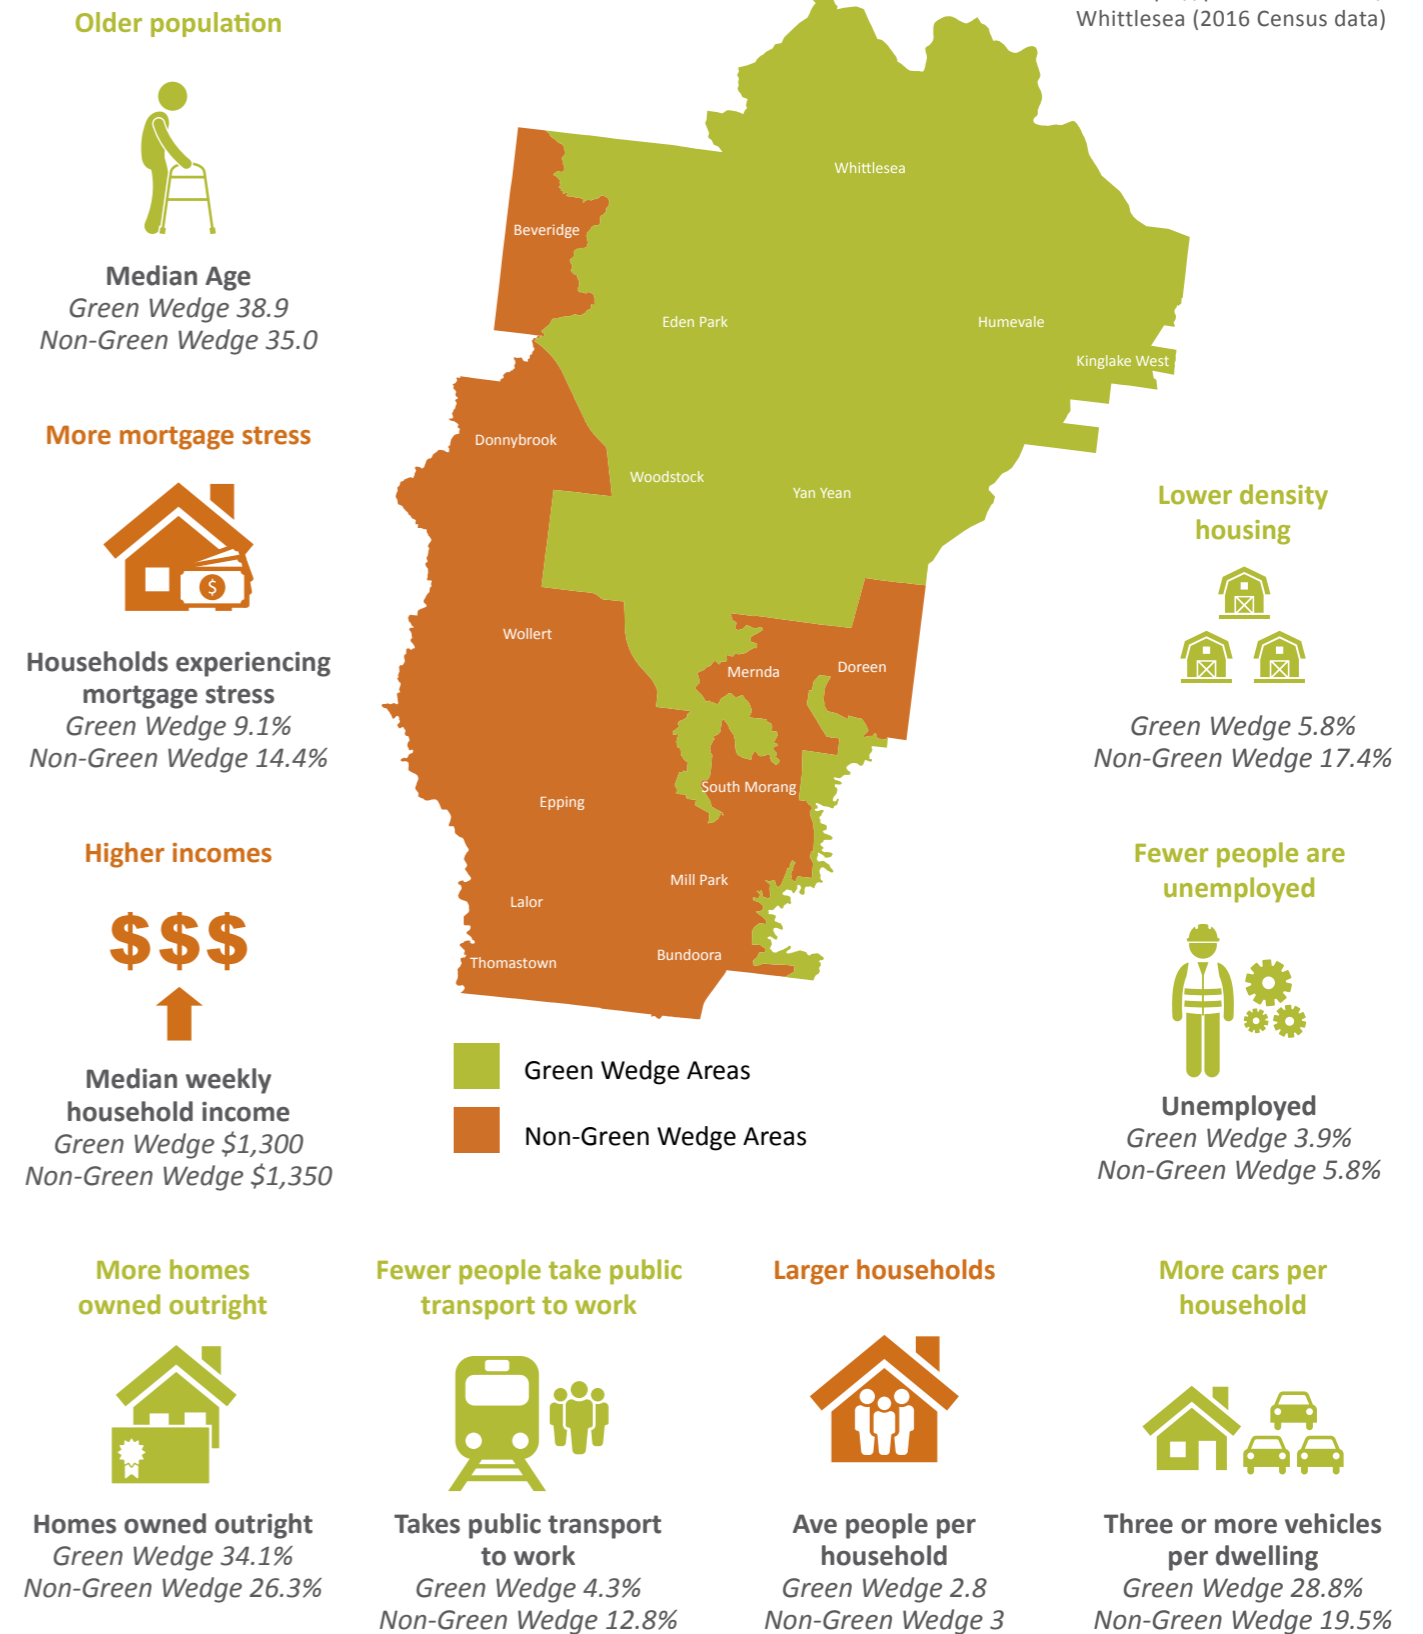 Older population
Whittlesea (2016 Census data)
Median Age
Green Wedge 38.9
Non-Green Wedge 35.0
More mortgage stress
$
Households experiencing
mortgage stress
Green Wedge 9.1%
Non-Green Wedge 14.4%
Higher incomes
$$$
Median weekly
household income
Green Wedge $1,300
Non-Green Wedge $1,350
Whittlesea
Beveridge
Eden Park
Humevale
Kinglake West
Donnybrook
Woodstock
Yan Yean
Wollert
Mernda
Doreen
Epping
South Morang
Mill Park
Lalor
Bundoora
Thomastown
Green Wedge Areas
Non-Green Wedge Areas
Lower density
housing
Green Wedge 5.8%
Non-Green Wedge 17.4%
Fewer people are
unemployed
Unemployed
Green Wedge 3.9%
Non-Green Wedge 5.8%
More homes
owned outright
Homes owned outright
Green Wedge 34.1%
Non-Green Wedge 26.3%
Fewer people take public
transport to work
Takes public transport
to work
Green Wedge 4.3%
Non-Green Wedge 12.8%
Larger households
Ave people per
household
Green Wedge 2.8
Non-Green Wedge 3
More cars per
household
Three or more vehicles
per dwelling
Green Wedge 28.8%
Non-Green Wedge 19.5%